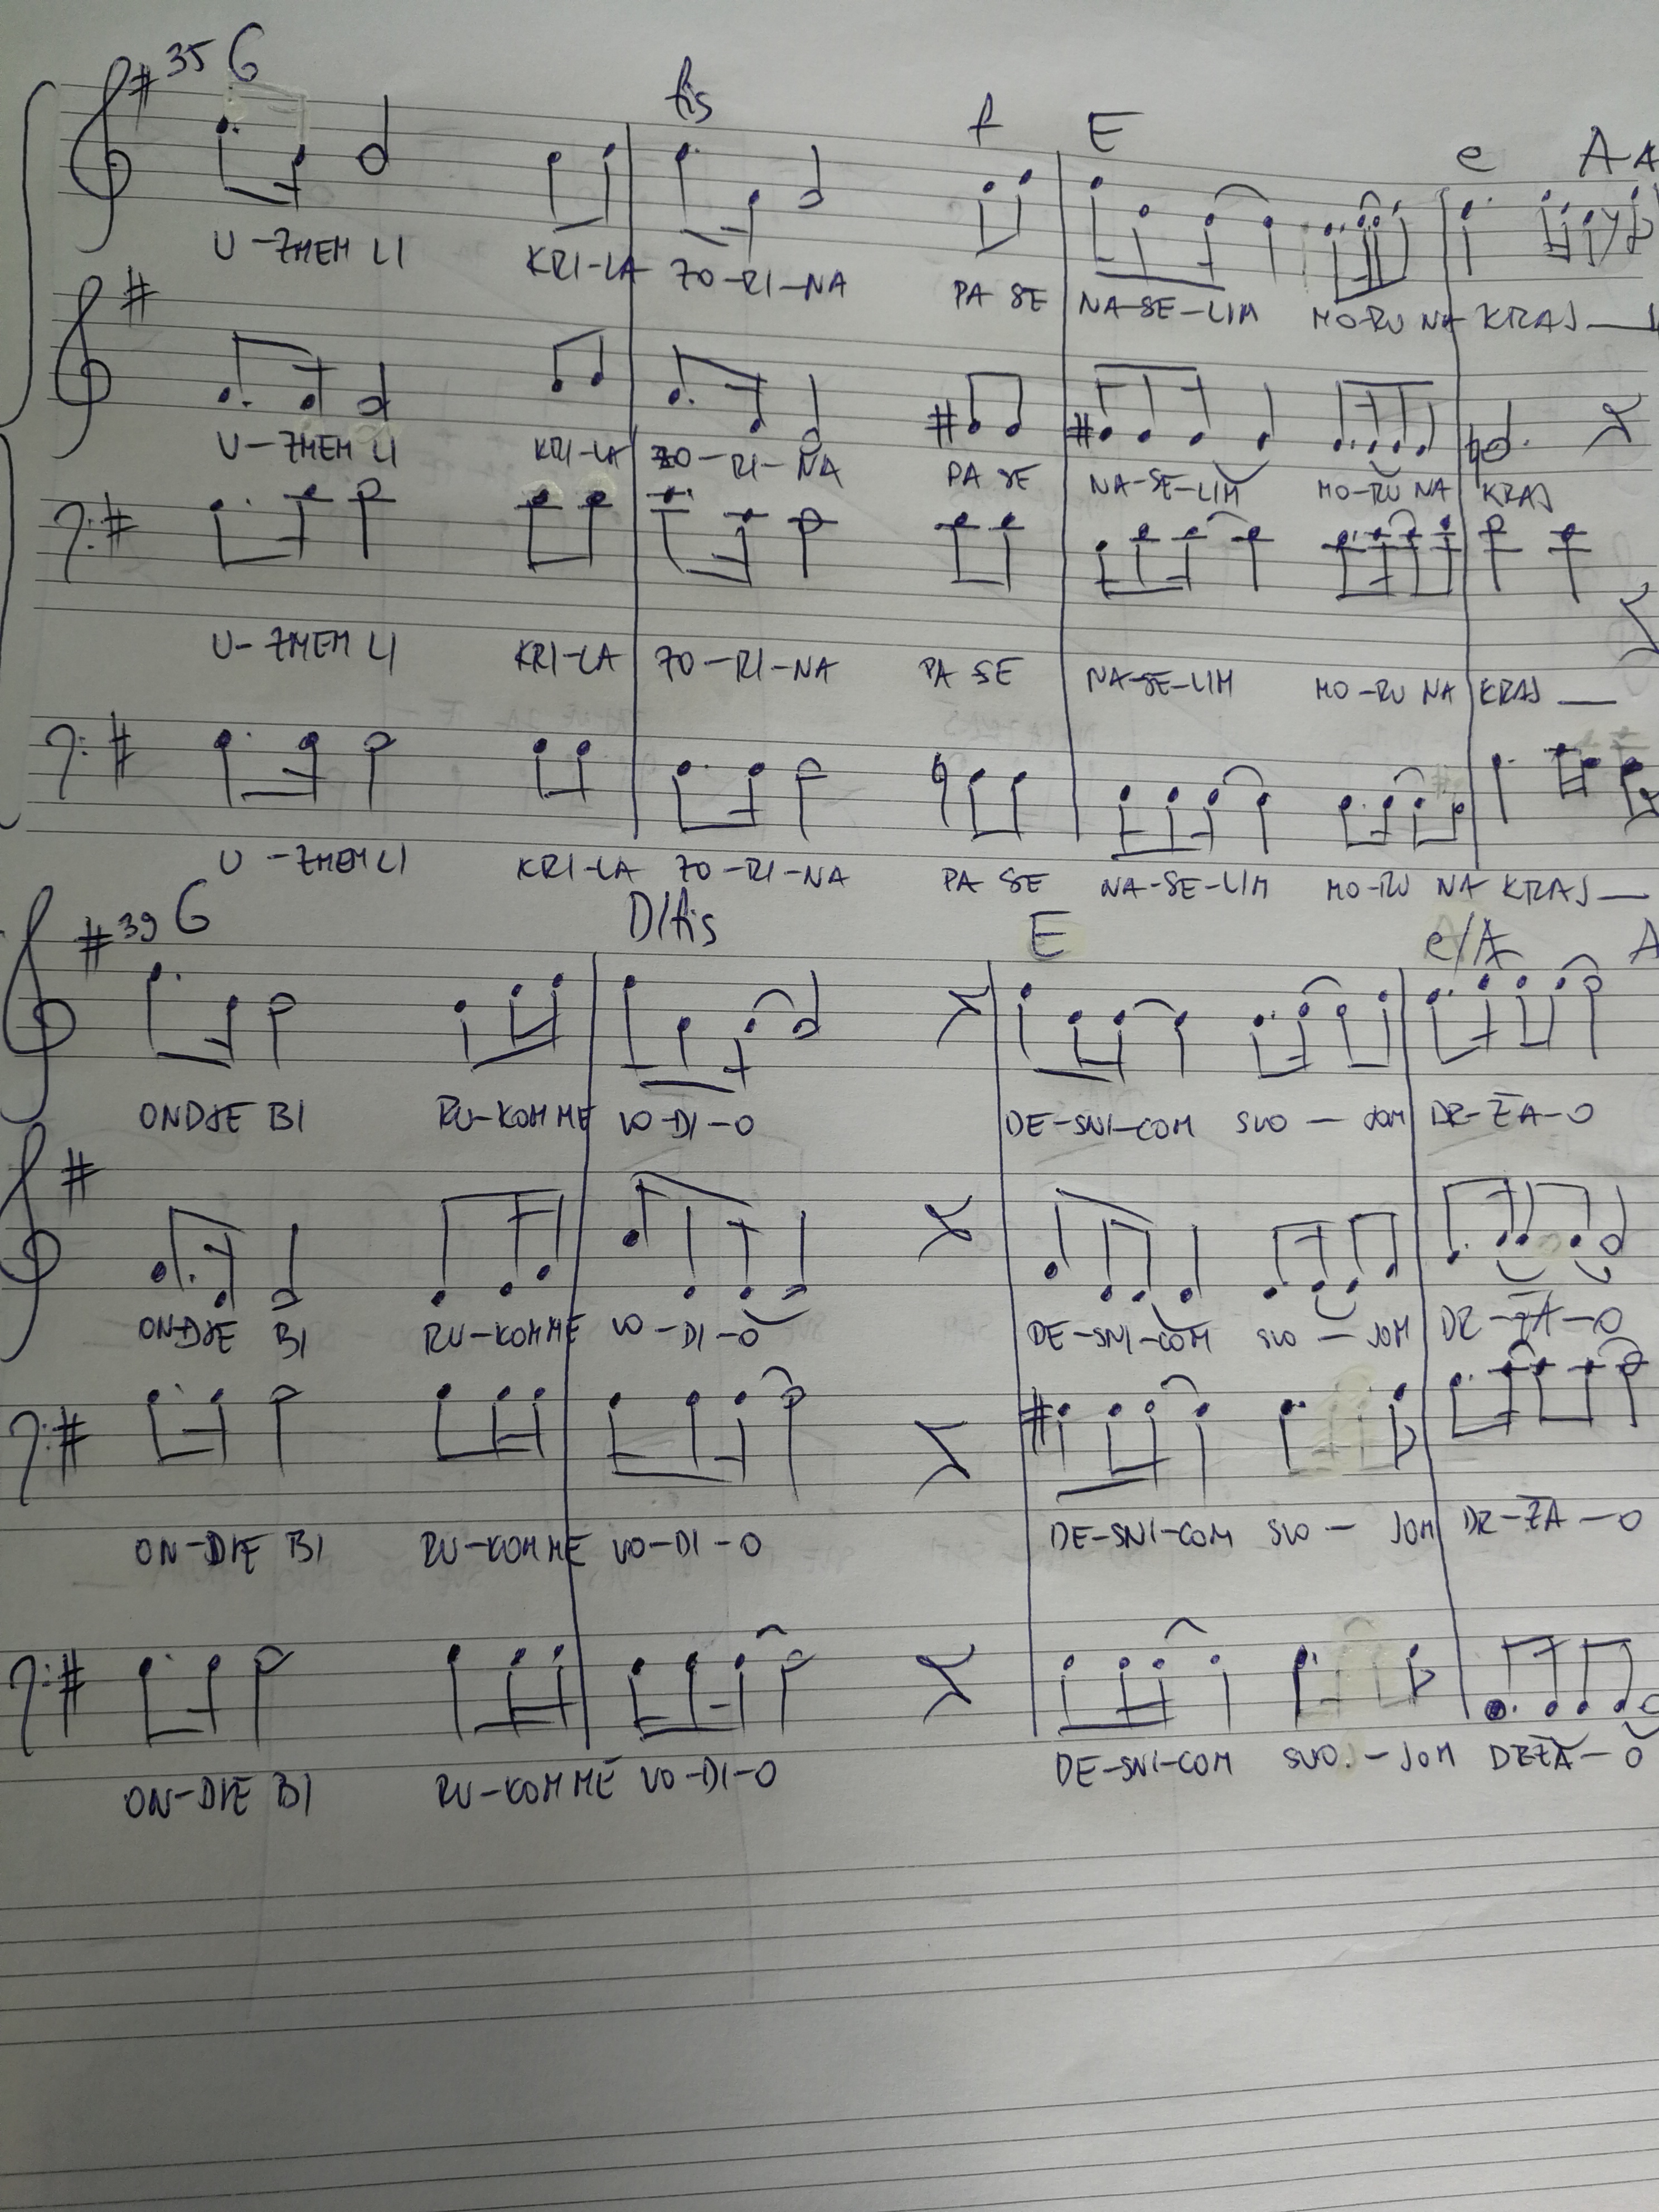 35 G fis f E e A A
U-ZMEM LI KRI-LA ZO-RI-NA PA SE NA-SE-LIM MO-RU NA KRAJ
U-ZMEM LI KRI-LA ZO-RI-NA PA SE NA-SE-LIM MO-RU NA KRAJ
U-ZMEM LI KRI-LA ZO-RI-NA PA SE NA-SE-LIM MO-RU NA KRAJ
U-ZMEM LI KRI-LA ZO-RI-NA PA SE NA-SE-LIM MO-RU NA KRAJ
39 G D/fis E e/A A
ONDJE BI RU-KOM ME VO-DI-O DE-SNI-COM SVO-JOM DR-ŽA-O
ONDJE BI RU-KOM ME VO-DI-O DE-SNI-COM SVO-JOM DR-ŽA-O
ON-DJE BI RU-KOM ME VO-DI-O DE-SNI-COM SVO-JOM DR-ŽA-O
ON-DJE BI RU-KOM ME VO-DI-O DE-SNI-COM SVO.-JOM DRŽA-O